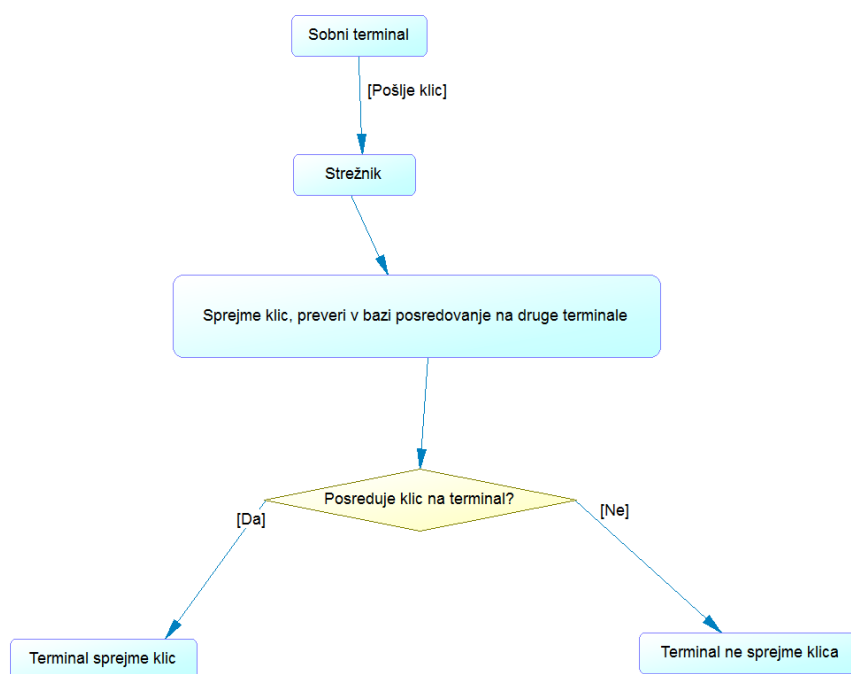 Sobni terminal
[Pošlje klic]
Strežnik
Sprejme klic, preveri v bazi posredovanje na druge terminale
Posreduje klic na terminal?
[Da]
[Ne]
Terminal sprejme klic
Terminal ne sprejme klica